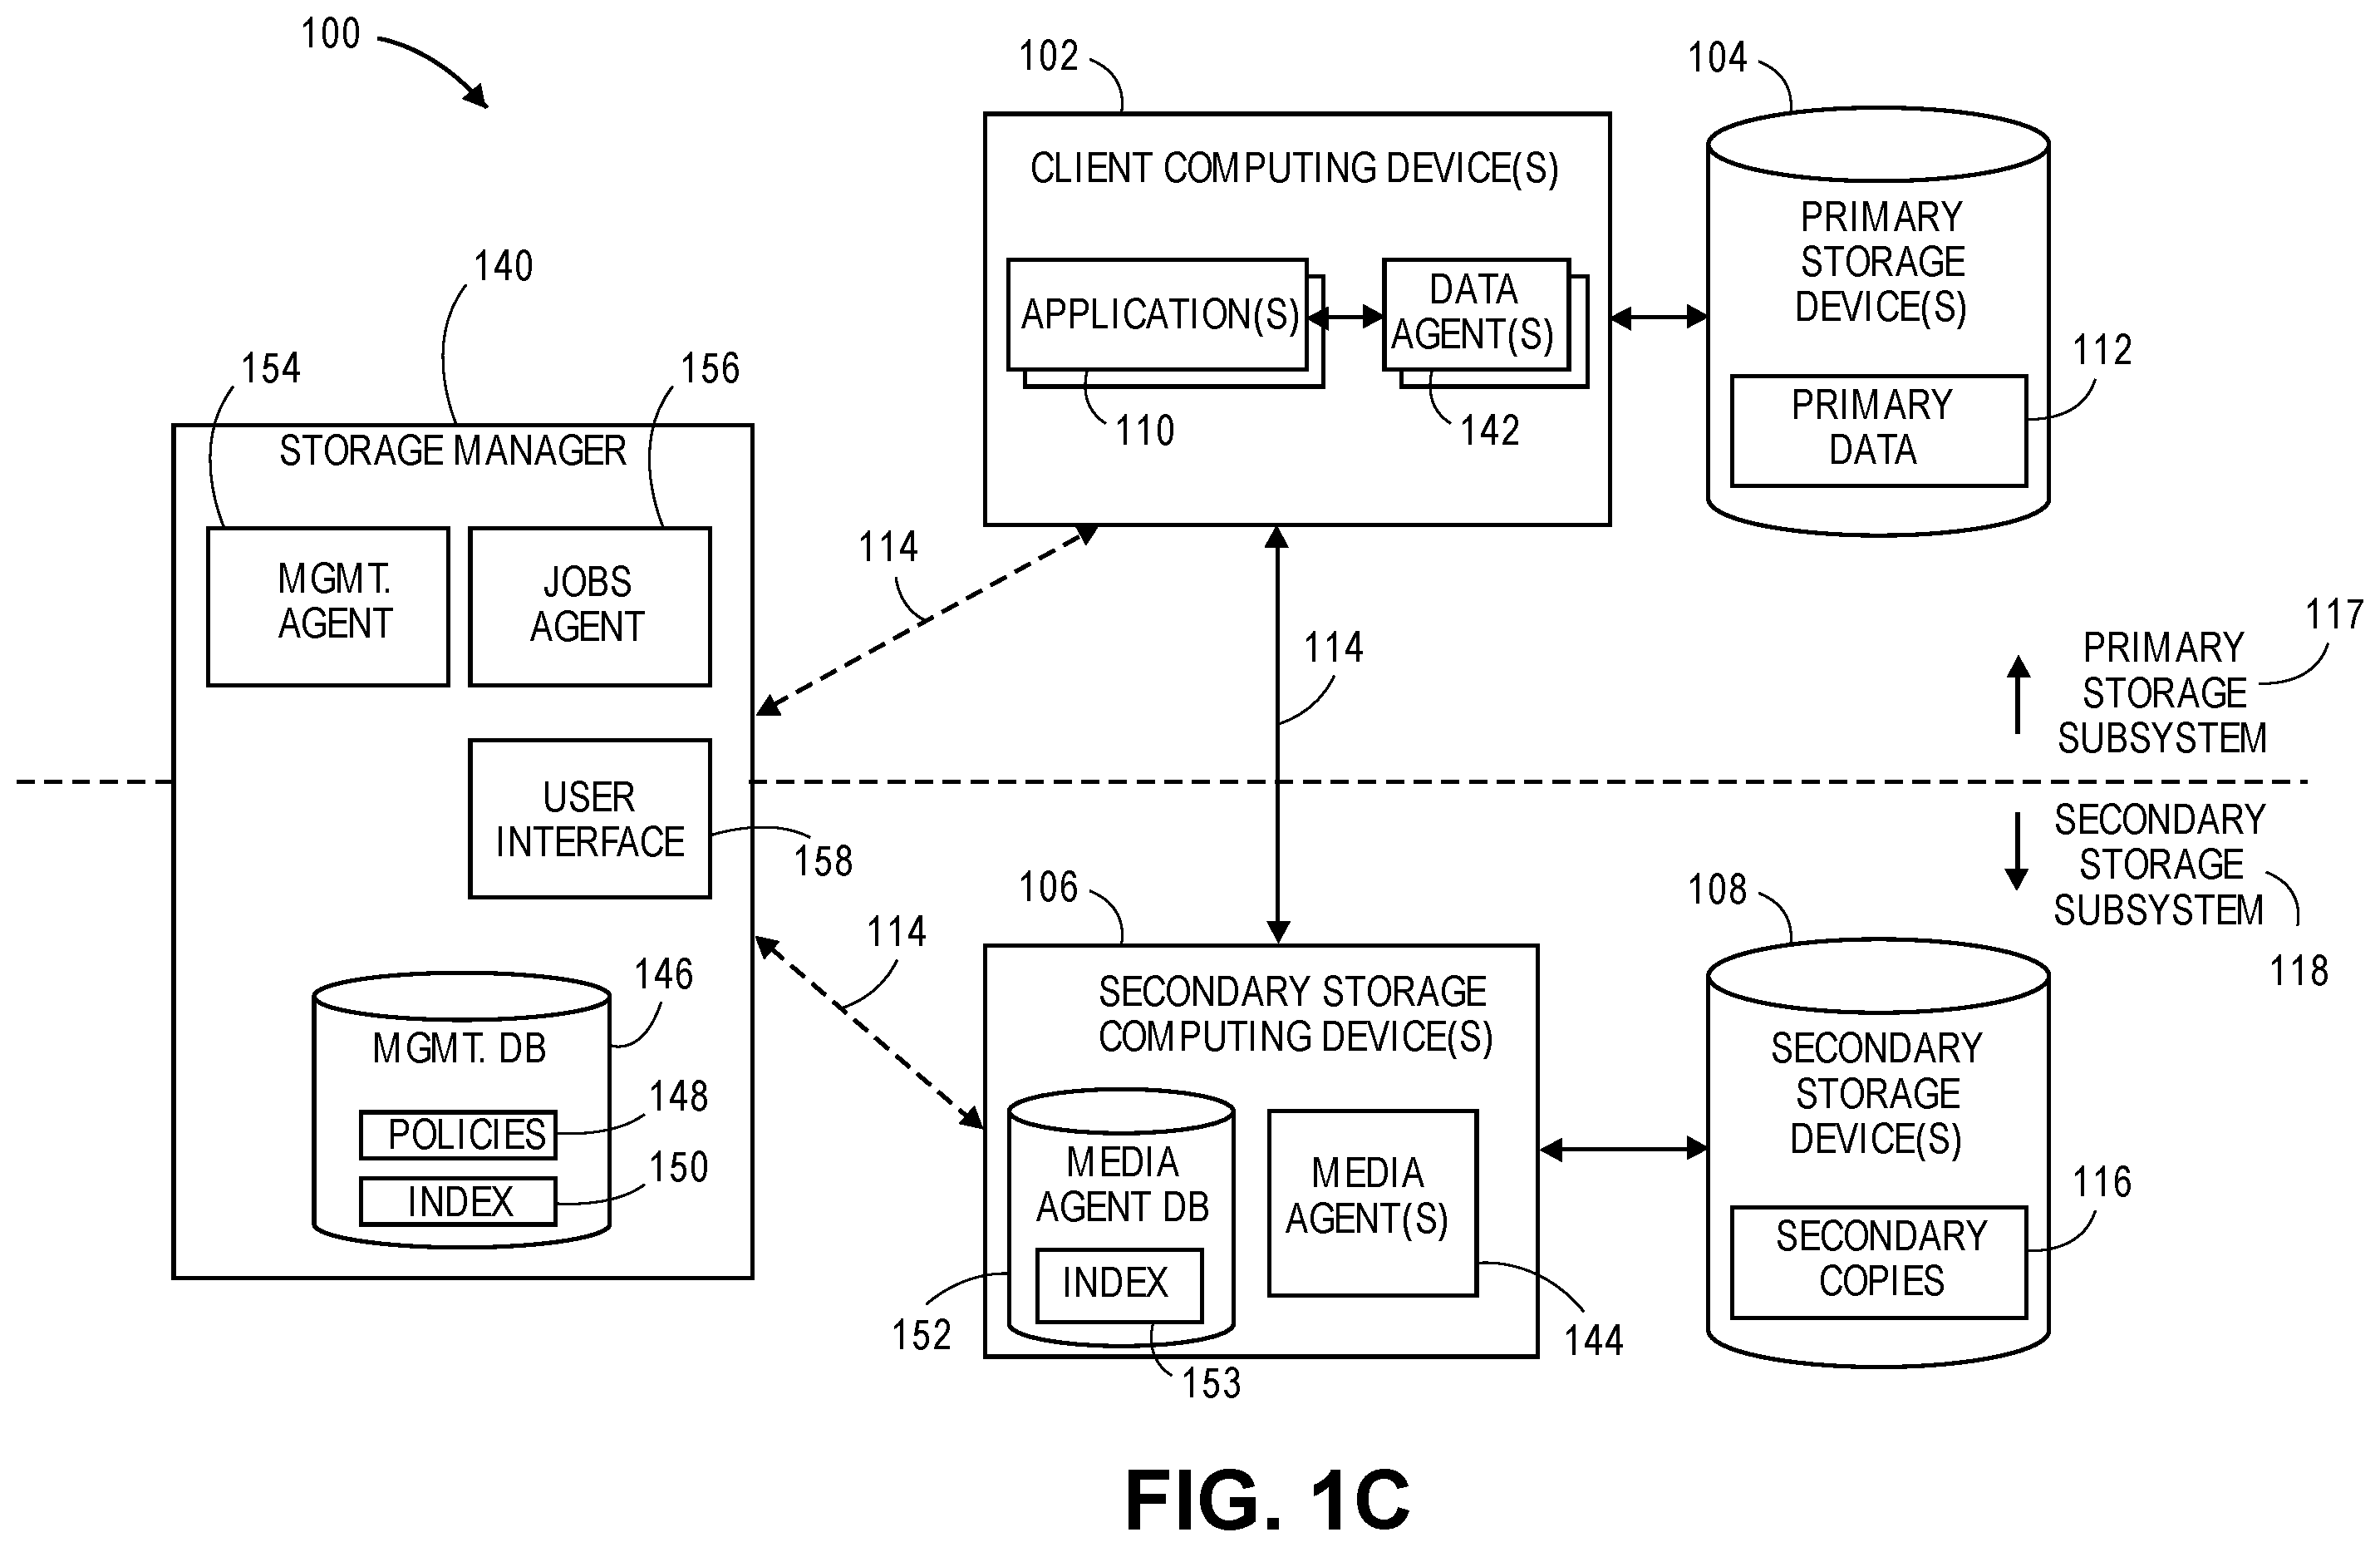 100
102
104
CLIENT COMPUTING DEVICE(S)
PRIMARY
STORAGE
DEVICE(S)
APPLICATION(S)
DATA
AGENT(S)
110
142
112
PRIMARY
DATA
140
154
156
STORAGE MANAGER
MGMT.
AGENT
JOBS
AGENT
114
114
117
PRIMARY
STORAGE
SUBSYSTEM
USER
INTERFACE
158
SECONDARY
STORAGE
SUBSYSTEM
118
114
106
108
146
MGMT. DB
148
POLICIES
150
INDEX
SECONDARY STORAGE
COMPUTING DEVICE(S)
MEDIA
AGENT DB
INDEX
MEDIA
AGENT(S)
152
153
144
SECONDARY
STORAGE
DEVICE(S)
116
SECONDARY
COPIES
FIG. 1C